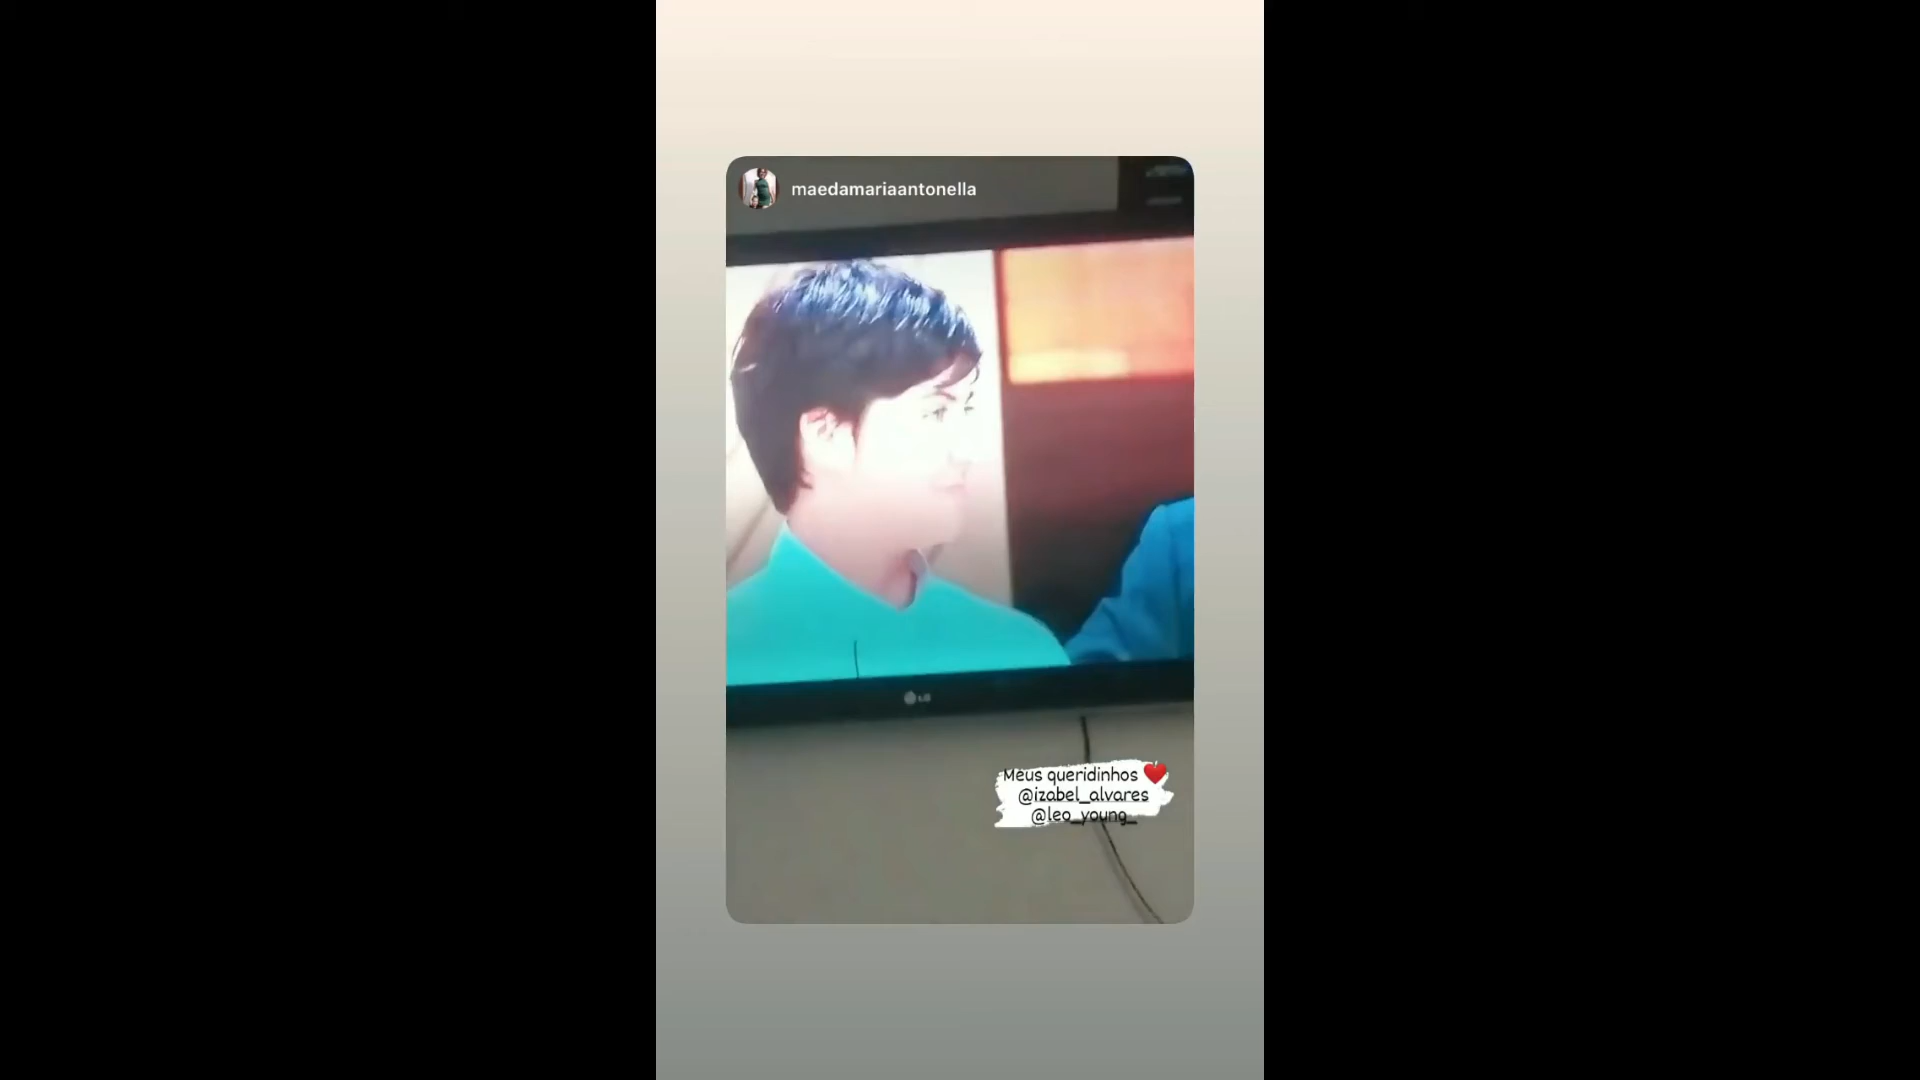 maedamariaantonella
LG
Meus queridinhos ❤️
@izabel_alvares
@leo_young_